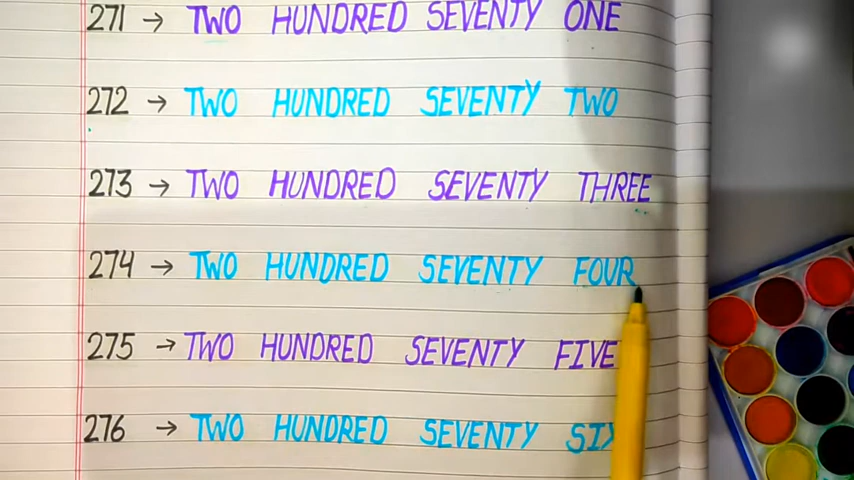 271 → TWO HUNDRED SEVENTY ONE
272 → TWO HUNDRED SEVENTY TWO
273 → TWO HUNDRED SEVENTY THREE
274 → TWO HUNDRED SEVENTY FOUR
275 → TWO HUNDRED SEVENTY FIVE
276 → TWO HUNDRED SEVENTY SIX